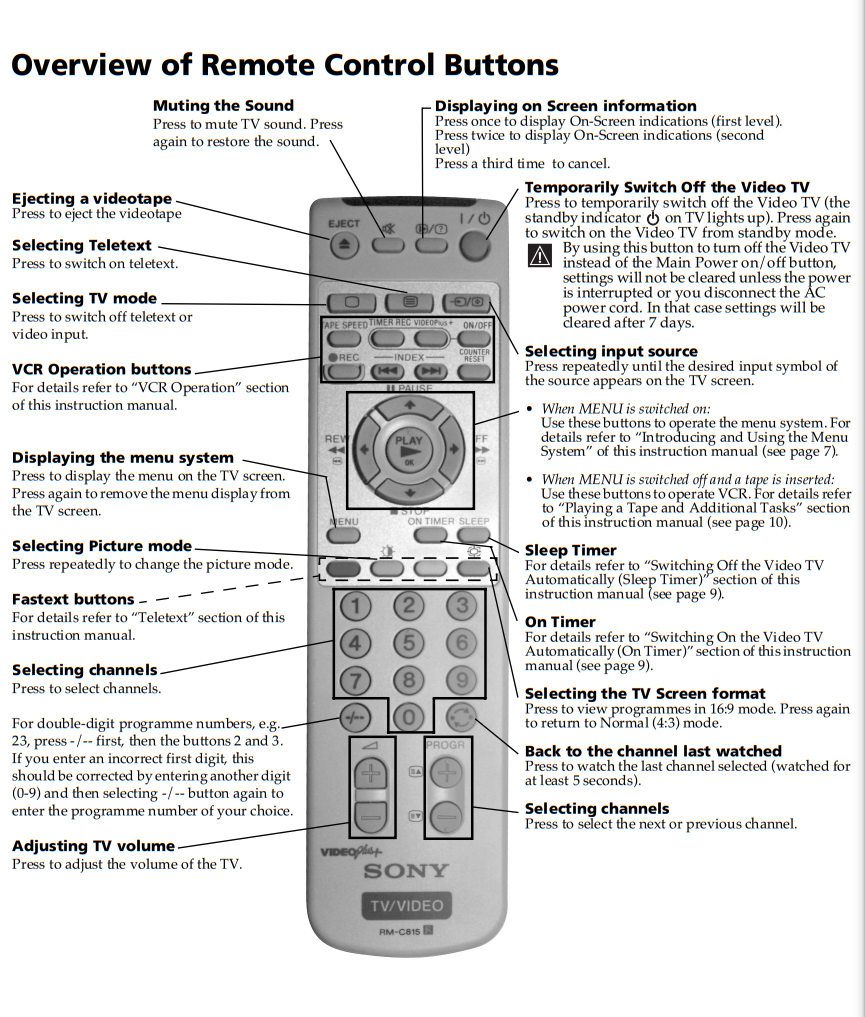 Overview of Remote Control Buttons
Muting the Sound
Press to mute TV sound. Press
again to restore the sound.
Displaying on Screen information
Press once to display On-Screen indications (first level).
Press twice to display On-Screen indications (second
level)
Press a third time to cancel.
Ejecting a videotape
Press to eject the videotape
Selecting Teletext
Press to switch on teletext.
Selecting TV mode
Press to switch off teletext or
video input.
VCR Operation buttons
For details refer to “VCR Operation” section
of this instruction manual.
Displaying the menu system
Press to display the menu on the TV screen.
Press again to remove the menu display from
the TV screen.
Selecting Picture mode
Press repeatedly to change the picture mode.
Fastext buttons
For details refer to “Teletext” section of this
instruction manual.
Selecting channels
Press to select channels.
For double-digit programme numbers, e.g.
23, press -/-- first, then the buttons 2 and 3.
If you enter an incorrect first digit, this
should be corrected by entering another digit
(0-9) and then selecting -/-- button again to
enter the programme number of your choice.
Adjusting TV volume
Press to adjust the volume of the TV.
EJECT
I / ⏻
TAPE SPEED TIMER REC VIDEOPlus+ ON/OFF
REC INDEX COUNTER
RESET
PAUSE
REW PLAY FF
OK
STOP
MENU ON TIMER SLEEP
1 2 3
4 5 6
7 8 9
-/-- 0
PROGR
VIDEOPlus+
SONY
TV/VIDEO
RM-C815
Temporarily Switch Off the Video TV
Press to temporarily switch off the Video TV (the
standby indicator ⏻ on TV lights up). Press again
to switch on the Video TV from standby mode.
By using this button to turn off the Video TV
instead of the Main Power on/off button,
settings will not be cleared unless the power
is interrupted or you disconnect the AC
power cord. In that case settings will be
cleared after 7 days.
Selecting input source
Press repeatedly until the desired input symbol of
the source appears on the TV screen.
• When MENU is switched on:
Use these buttons to operate the menu system. For
details refer to “Introducing and Using the Menu
System” of this instruction manual (see page 7).
• When MENU is switched off and a tape is inserted:
Use these buttons to operate VCR. For details refer
to “Playing a Tape and Additional Tasks” section
of this instruction manual (see page 10).
Sleep Timer
For details refer to “Switching Off the Video TV
Automatically (Sleep Timer)” section of this
instruction manual (see page 9).
On Timer
For details refer to “Switching On the Video TV
Automatically (On Timer)” section of this instruction
manual (see page 9).
Selecting the TV Screen format
Press to view programmes in 16:9 mode. Press again
to return to Normal (4:3) mode.
Back to the channel last watched
Press to watch the last channel selected (watched for
at least 5 seconds).
Selecting channels
Press to select the next or previous channel.